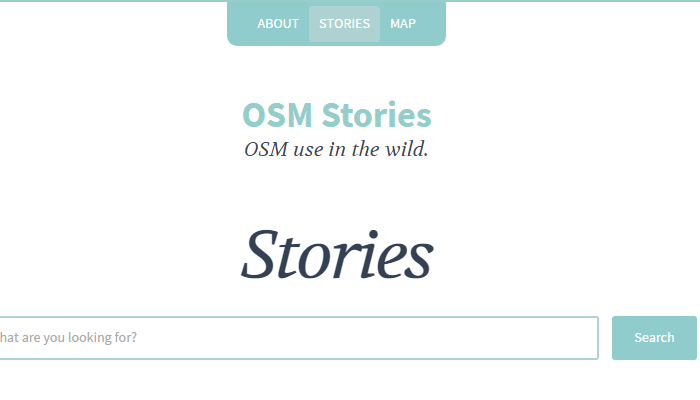 ABOUT STORIES MAP
OSM Stories
OSM use in the wild.
Stories
hat are you looking for? Search